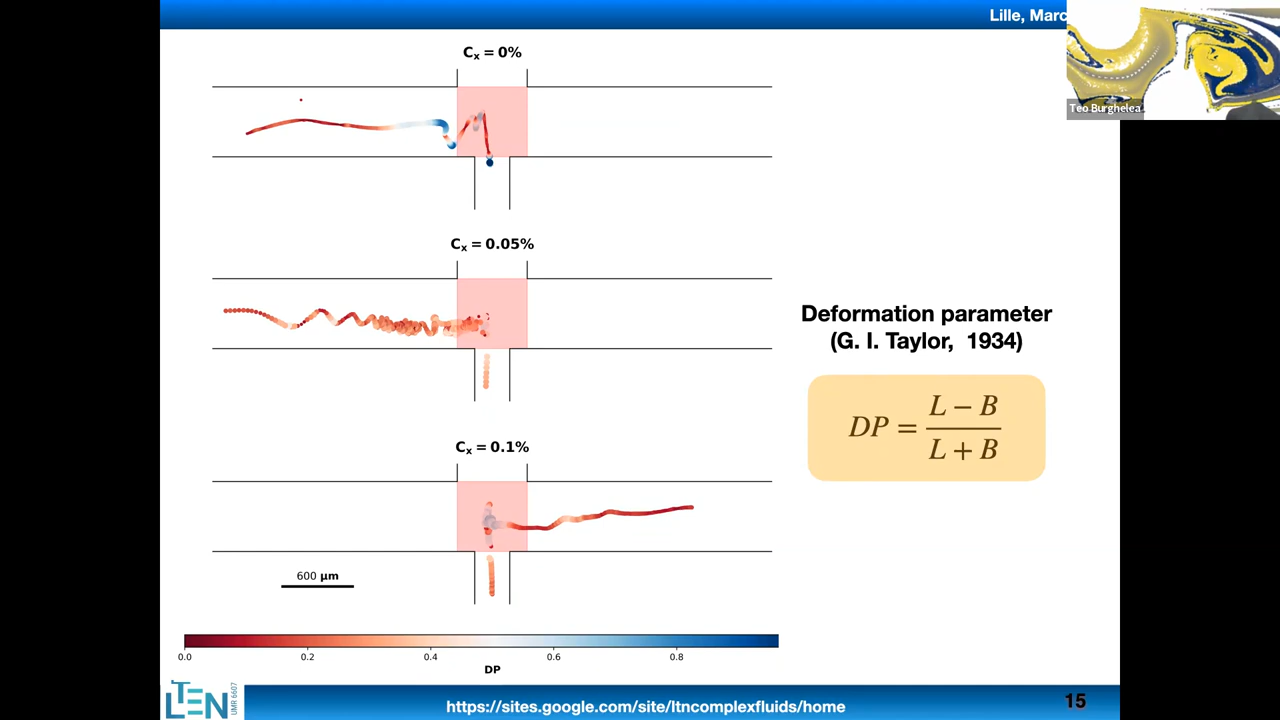 Lille, Marc
Teo Burghelea
Cₓ = 0%
Cₓ = 0.05%
Deformation parameter
(G. I. Taylor, 1934)
DP = (L − B) / (L + B)
Cₓ = 0.1%
600 μm
0.0 0.2 0.4 0.6 0.8
DP
LTEN
UMR 6607
https://sites.google.com/site/ltncomplexfluids/home
15